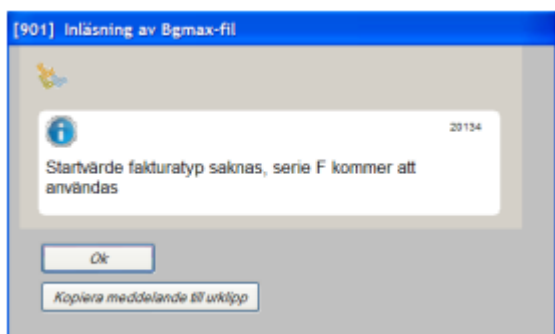 [901] Inläsning av Bgmax-fil
20134
Startvärde fakturatyp saknas, serie F kommer att
användas
Ok
Kopiera meddelande till urklipp